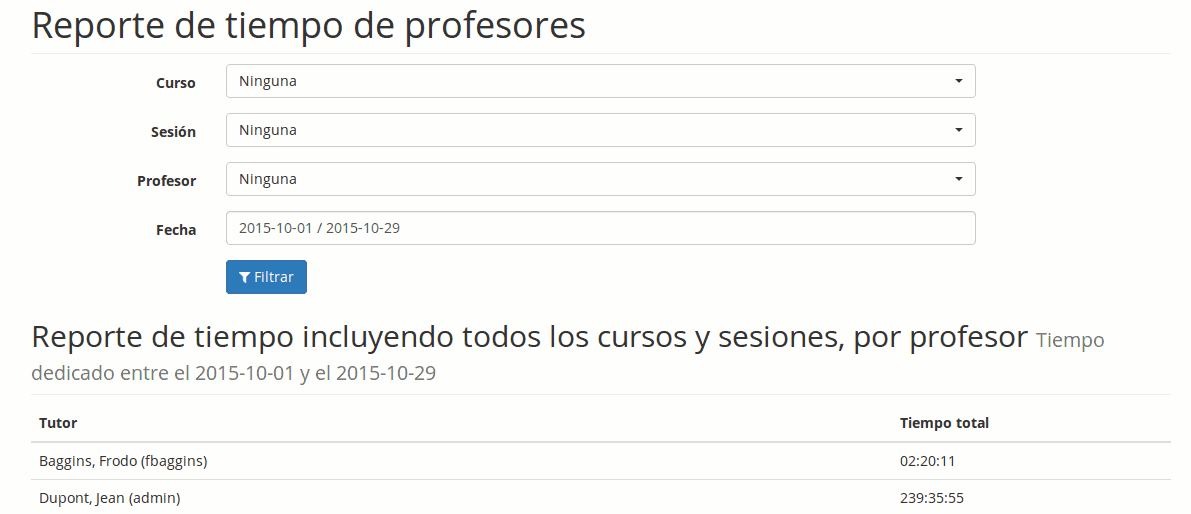 Reporte de tiempo de profesores
Curso Ninguna
Sesión Ninguna
Profesor Ninguna
Fecha 2015-10-01 / 2015-10-29
Filtrar
Reporte de tiempo incluyendo todos los cursos y sesiones, por profesor Tiempo
dedicado entre el 2015-10-01 y el 2015-10-29
Tutor Tiempo total
Baggins, Frodo (fbaggins) 02:20:11
Dupont, Jean (admin) 239:35:55